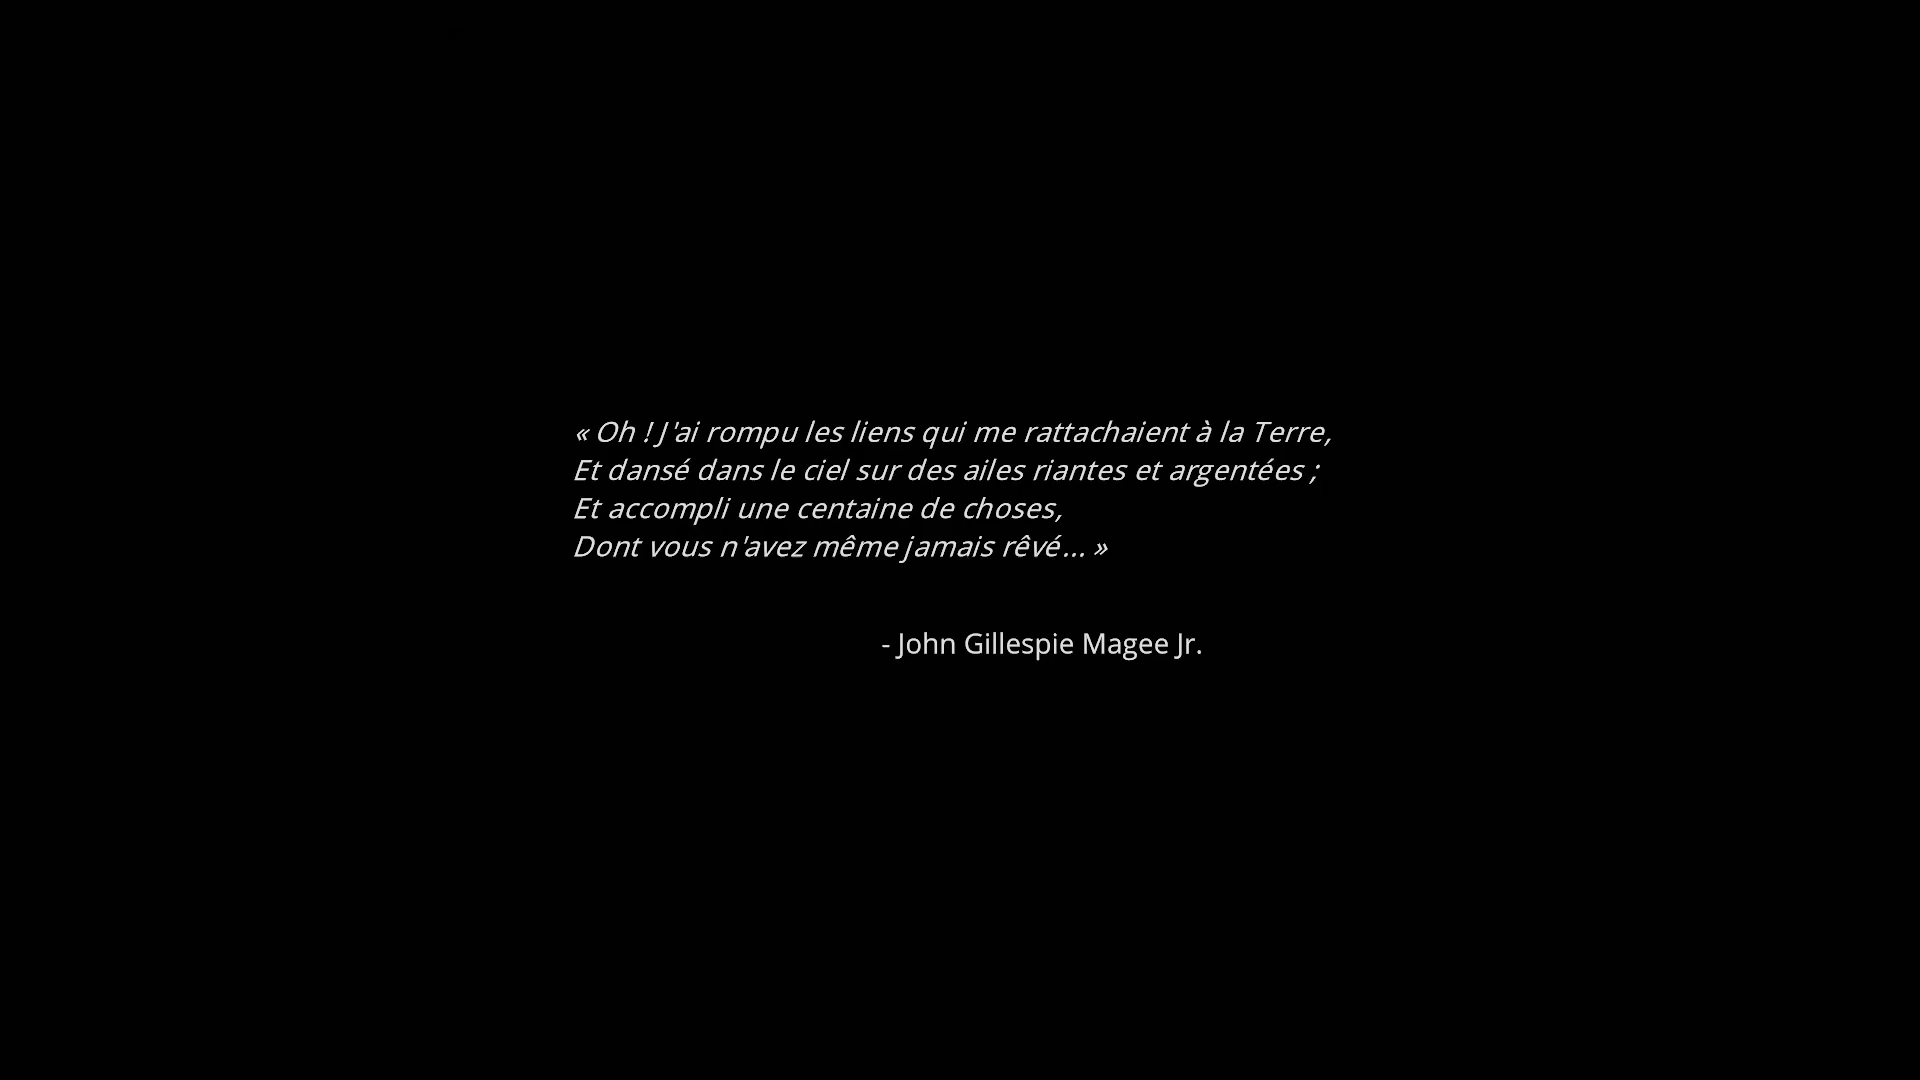 « Oh ! J'ai rompu les liens qui me rattachaient à la Terre,
Et dansé dans le ciel sur des ailes riantes et argentées ;
Et accompli une centaine de choses,
Dont vous n'avez même jamais rêvé... »
- John Gillespie Magee Jr.